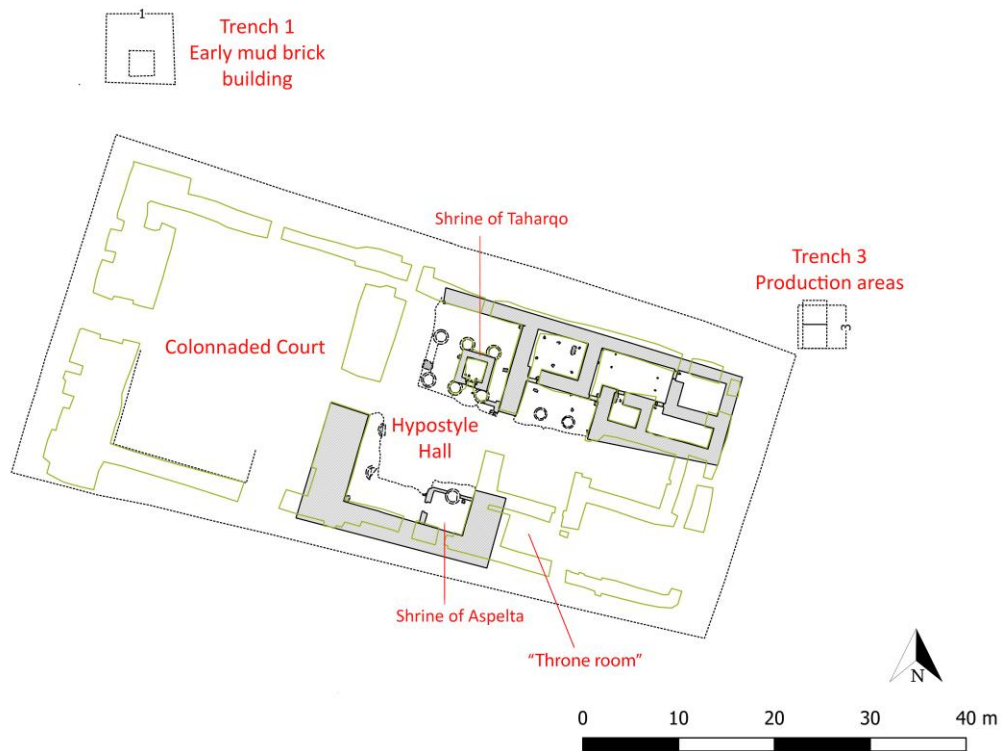 1
Trench 1
Early mud brick
building
Shrine of Taharqo
Trench 3
Production areas
3
Colonnaded Court
Hypostyle
Hall
Shrine of Aspelta
“Throne room”
N
0 10 20 30 40 m